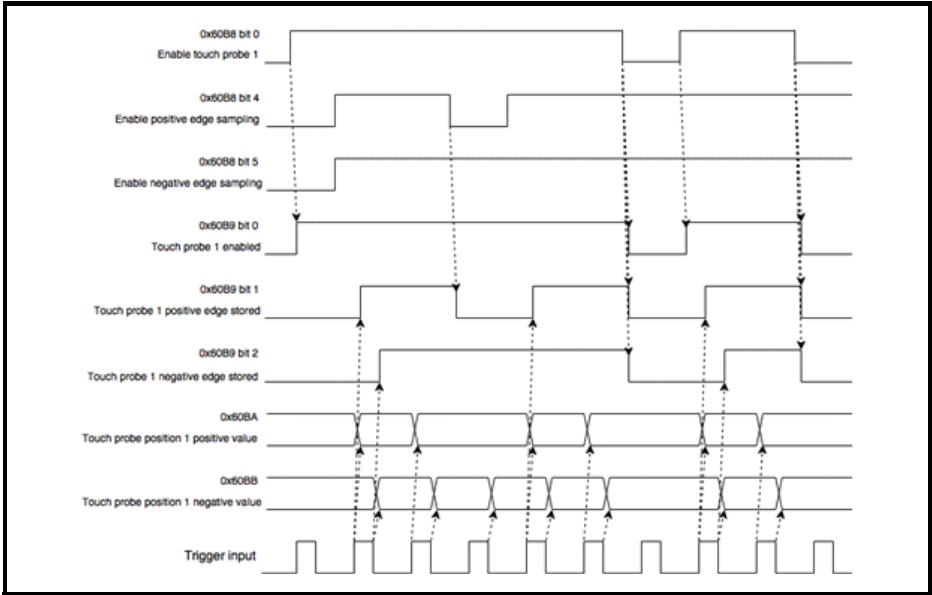 0x60B8 bit 0
Enable touch probe 1
0x60B8 bit 4
Enable positive edge sampling
0x60B8 bit 5
Enable negative edge sampling
0x60B9 bit 0
Touch probe 1 enabled
0x60B9 bit 1
Touch probe 1 positive edge stored
0x60B9 bit 2
Touch probe 1 negative edge stored
0x60BA
Touch probe position 1 positive value
0x60BB
Touch probe position 1 negative value
Trigger input